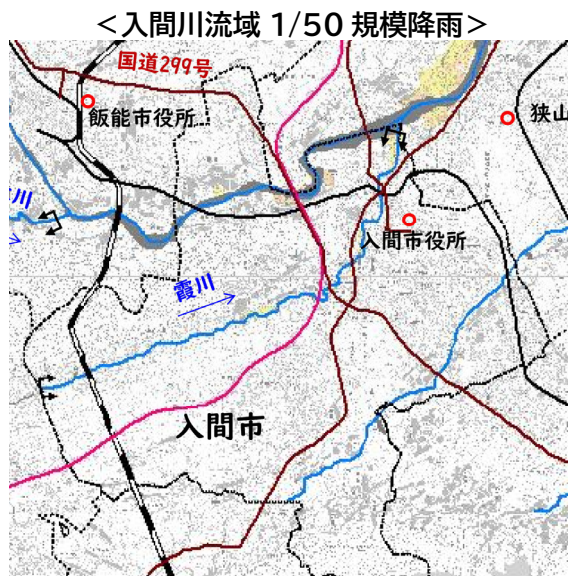 ＜入間川流域 1/50 規模降雨＞
国道299号
飯能市役所
狭山
川
入間市役所
霞川
入間市